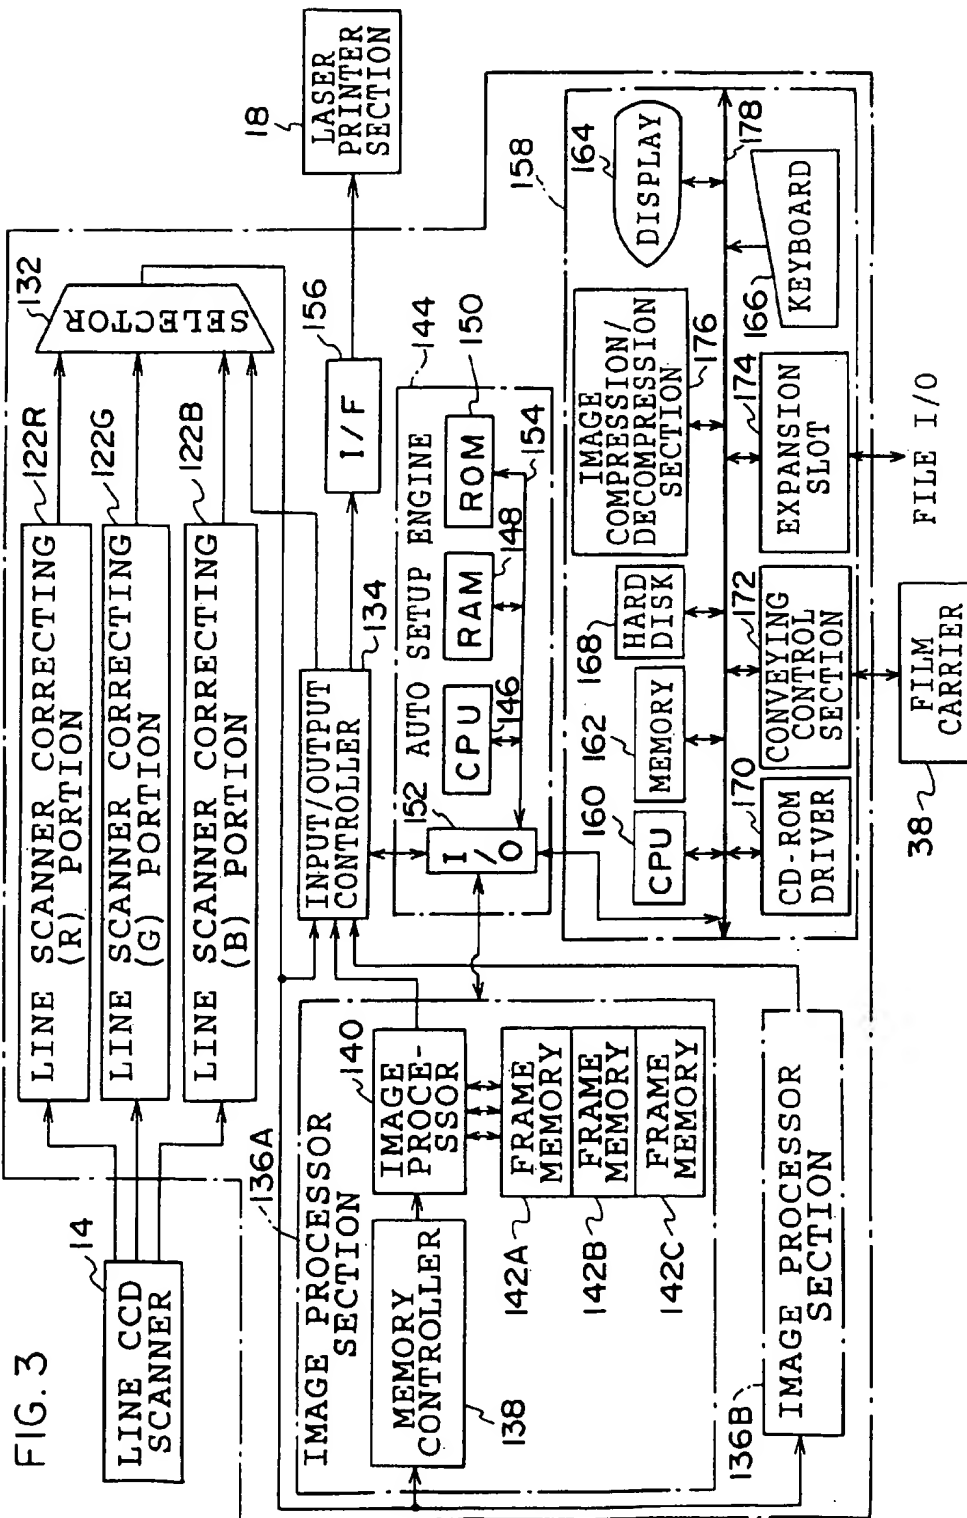 FIG. 3
14
LINE CCD
SCANNER
LINE SCANNER CORRECTING
(R) PORTION
122R
LINE SCANNER CORRECTING
(G) PORTION
122G
LINE SCANNER CORRECTING
(B) PORTION
122B
SELECTOR
132
18
LASER
PRINTER
SECTION
IMAGE PROCESSOR
SECTION
136A
MEMORY
CONTROLLER
138
IMAGE
PROCE-
SSOR
140
FRAME
MEMORY
FRAME
MEMORY
FRAME
MEMORY
142A
142B
142C
136B
IMAGE PROCESSOR
SECTION
INPUT/OUTPUT
CONTROLLER
134
I/F
156
152
AUTO SETUP ENGINE
144
I/O
CPU
146
RAM
148
ROM
150
154
158
160
CPU
162
MEMORY
168
HARD
DISK
IMAGE
COMPRESSION/
DECOMPRESSION
SECTION
176
164
DISPLAY
178
170
CD-ROM
DRIVER
172
CONVEYING
CONTROL
SECTION
174
EXPANSION
SLOT
166
KEYBOARD
38
FILM
CARRIER
FILE I/O